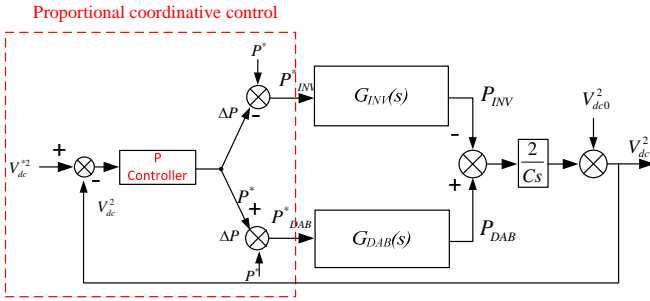 Proportional coordinative control
P*
P*INV
GINV(s)
PINV
V²dc0
ΔP
-
-
+
V*²dc
-
P
Controller
2
Cs
V²dc
V²dc
P*
+
ΔP
P*DAB
GDAB(s)
+
PDAB
P*